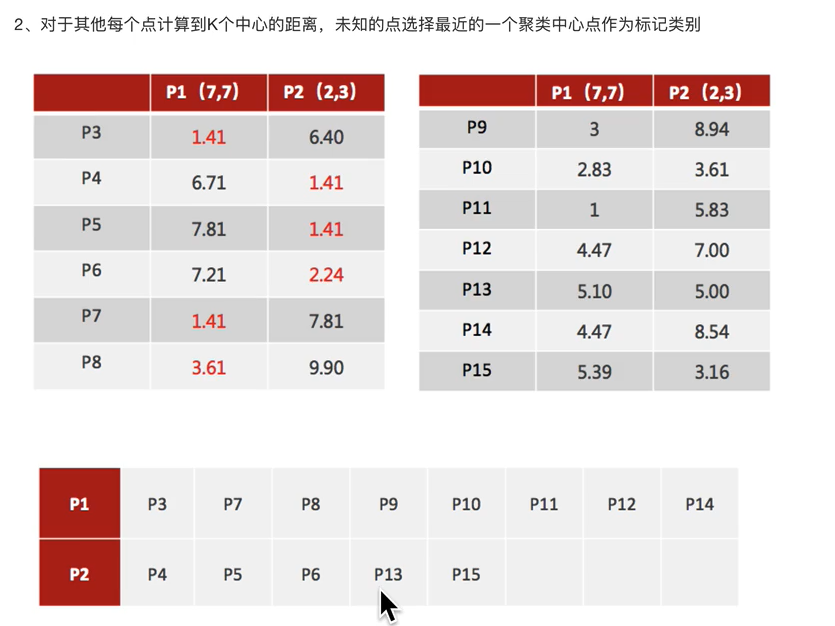 2、对于其他每个点计算到K个中心的距离，未知的点选择最近的一个聚类中心点作为标记类别
P1（7,7） P2（2,3）
P3 1.41 6.40
P4 6.71 1.41
P5 7.81 1.41
P6 7.21 2.24
P7 1.41 7.81
P8 3.61 9.90
P1（7,7） P2（2,3）
P9 3 8.94
P10 2.83 3.61
P11 1 5.83
P12 4.47 7.00
P13 5.10 5.00
P14 4.47 8.54
P15 5.39 3.16
P1 P3 P7 P8 P9 P10 P11 P12 P14
P2 P4 P5 P6 P13 P15